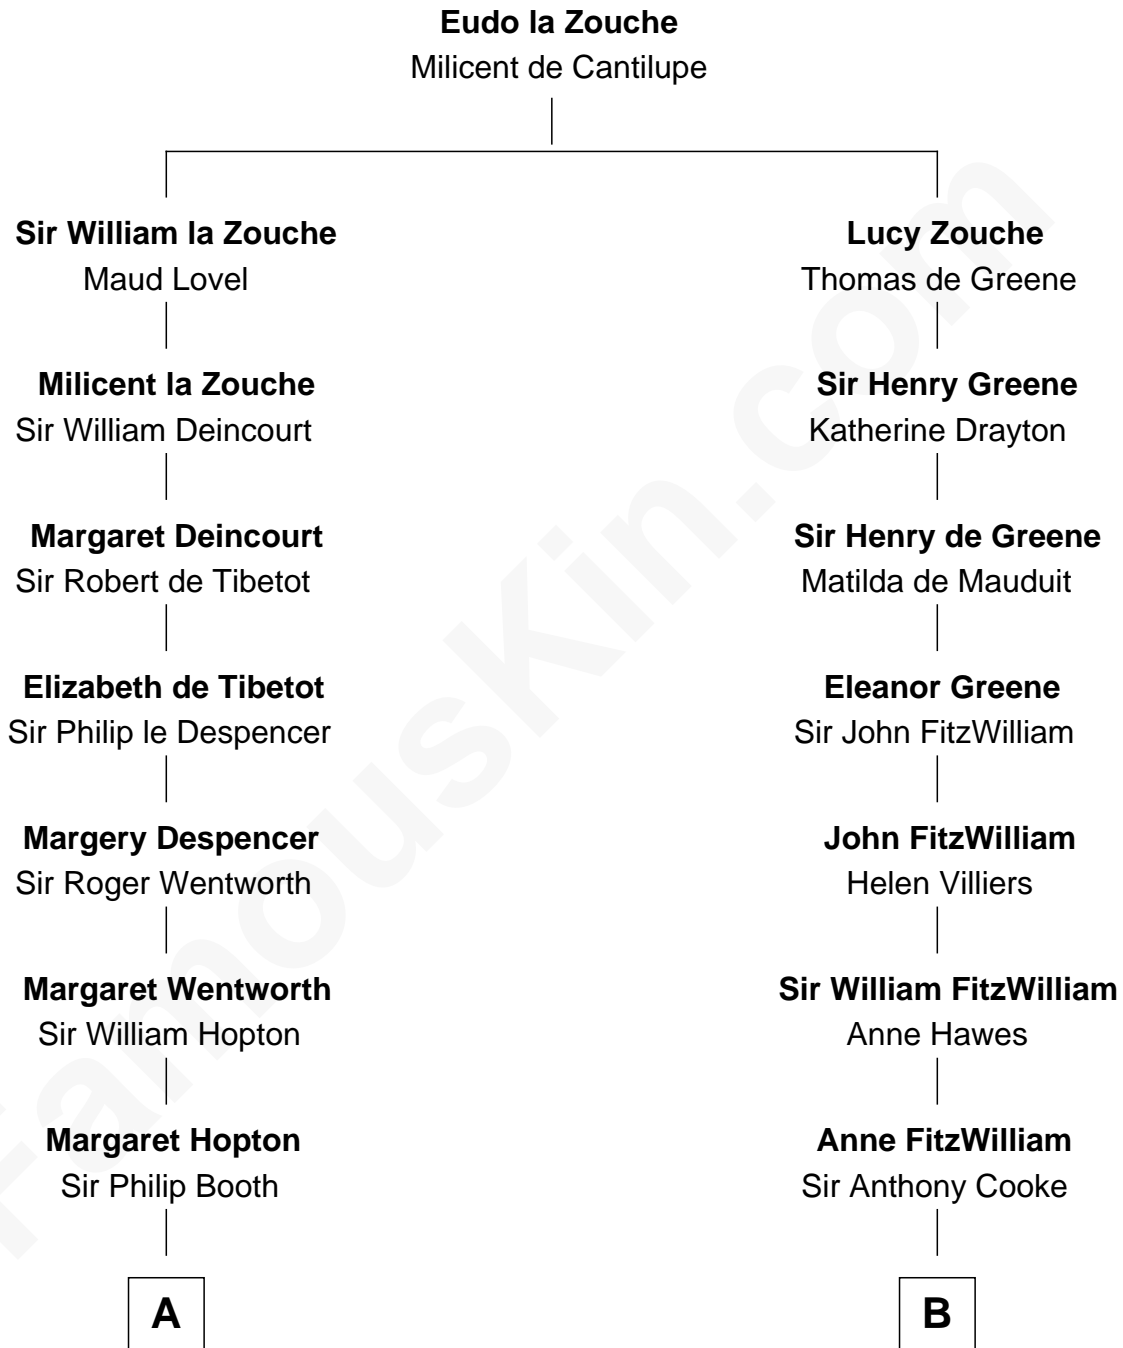 Eudo la Zouche
Milicent de Cantilupe
Sir William la Zouche
Maud Lovel
Lucy Zouche
Thomas de Greene
Milicent la Zouche
Sir William Deincourt
Sir Henry Greene
Katherine Drayton
Margaret Deincourt
Sir Robert de Tibetot
Sir Henry de Greene
Matilda de Mauduit
Elizabeth de Tibetot
Sir Philip le Despencer
Eleanor Greene
Sir John FitzWilliam
Margery Despencer
Sir Roger Wentworth
John FitzWilliam
Helen Villiers
Margaret Wentworth
Sir William Hopton
Sir William FitzWilliam
Anne Hawes
Margaret Hopton
Sir Philip Booth
Anne FitzWilliam
Sir Anthony Cooke
A
B
FamousKin.com